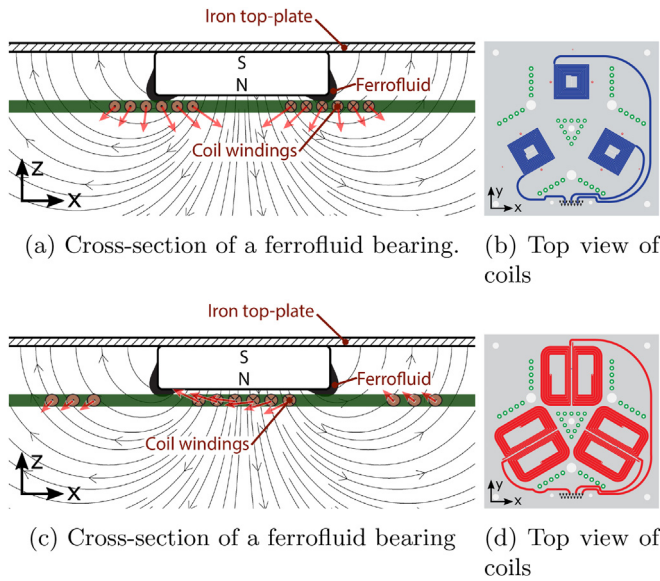 Iron top-plate
S
N
Ferrofluid
Coil windings
Z
X
y
x
(a) Cross-section of a ferrofluid bearing.
(b) Top view of
coils
Iron top-plate
S
N
Ferrofluid
Coil windings
Z
X
y
x
(c) Cross-section of a ferrofluid bearing
(d) Top view of
coils